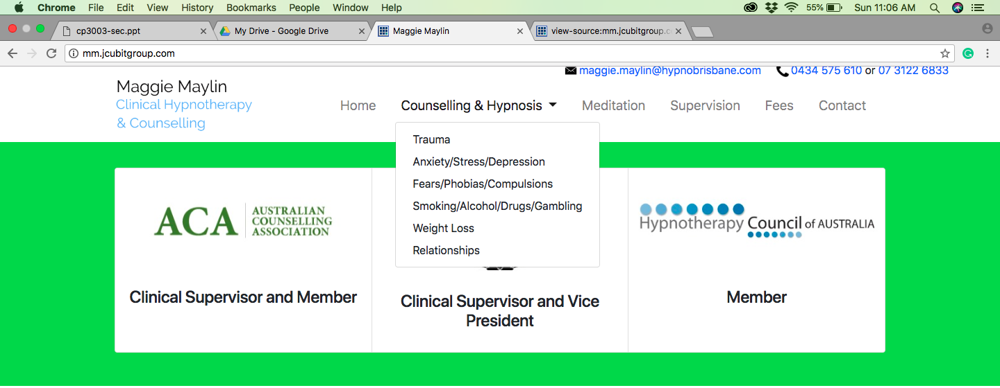 Chrome File Edit View History Bookmarks People Window Help 55% Sun 11:06 AM
cp3003-sec.ppt My Drive - Google Drive Maggie Maylin view-source:mm.jcubitgroup.c
mm.jcubitgroup.com
maggie.maylin@hypnobrisbane.com 0434 575 610 or 07 3122 6833
Maggie Maylin
Clinical Hypnotherapy
& Counselling
Home Counselling & Hypnosis Meditation Supervision Fees Contact
Trauma
Anxiety/Stress/Depression
Fears/Phobias/Compulsions
Smoking/Alcohol/Drugs/Gambling
Weight Loss
Relationships
ACA AUSTRALIAN
COUNSELLING
ASSOCIATION
Clinical Supervisor and Member
Clinical Supervisor and Vice
President
Hypnotherapy Council of AUSTRALIA
Member